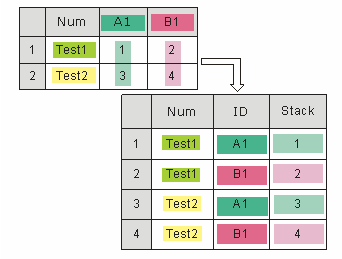 Num A1 B1
1 Test1 1 2
2 Test2 3 4
Num ID Stack
1 Test1 A1 1
2 Test1 B1 2
3 Test2 A1 3
4 Test2 B1 4